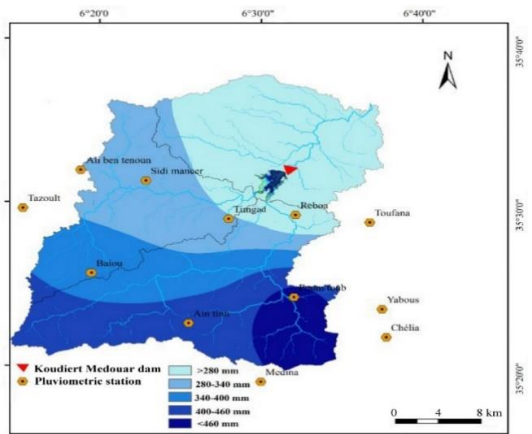 6°20'0" 6°30'0" 6°40'0"
35°40'0"
N
Ali ben tenoun
Sidi mancer
Tazoult
Timgad
Reboa
Toufana
35°30'0"
Baiou
Yabous
Ain tinn
Chélia
Medina
35°20'0"
Koudiert Medouar dam
Pluviometric station
>280 mm
280-340 mm
340-400 mm
400-460 mm
<460 mm
0 4 8 km